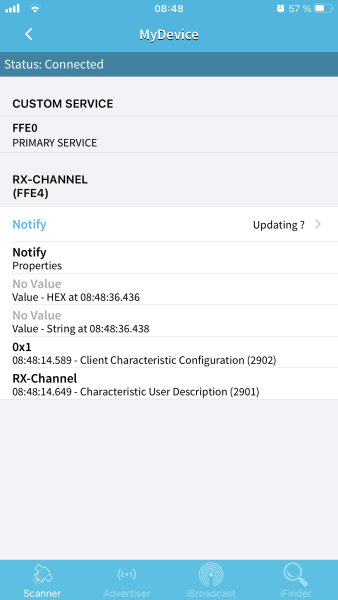 08:48
57 %
MyDevice
Status: Connected
CUSTOM SERVICE
FFE0
PRIMARY SERVICE
RX-CHANNEL
(FFE4)
Notify
Updating ?
Notify
Properties
No Value
Value - HEX at 08:48:36.436
No Value
Value - String at 08:48:36.438
0x1
08:48:14.589 - Client Characteristic Configuration (2902)
RX-Channel
08:48:14.649 - Characteristic User Description (2901)
Scanner
Advertiser
iBroadcast
iFinder